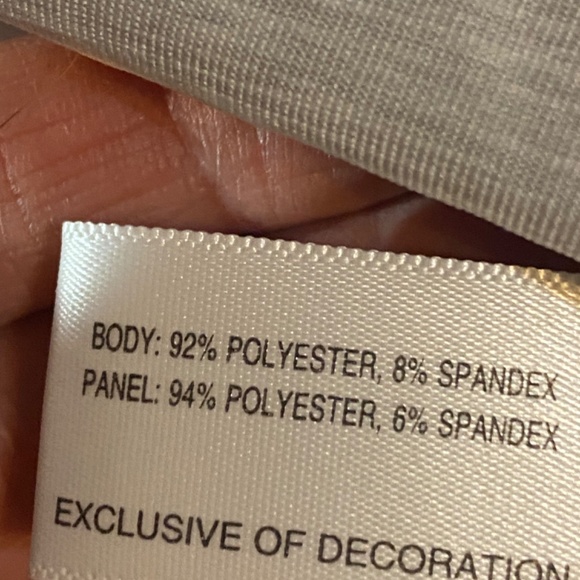 BODY: 92% POLYESTER, 8% SPANDEX
PANEL: 94% POLYESTER, 6% SPANDEX
EXCLUSIVE OF DECORATION